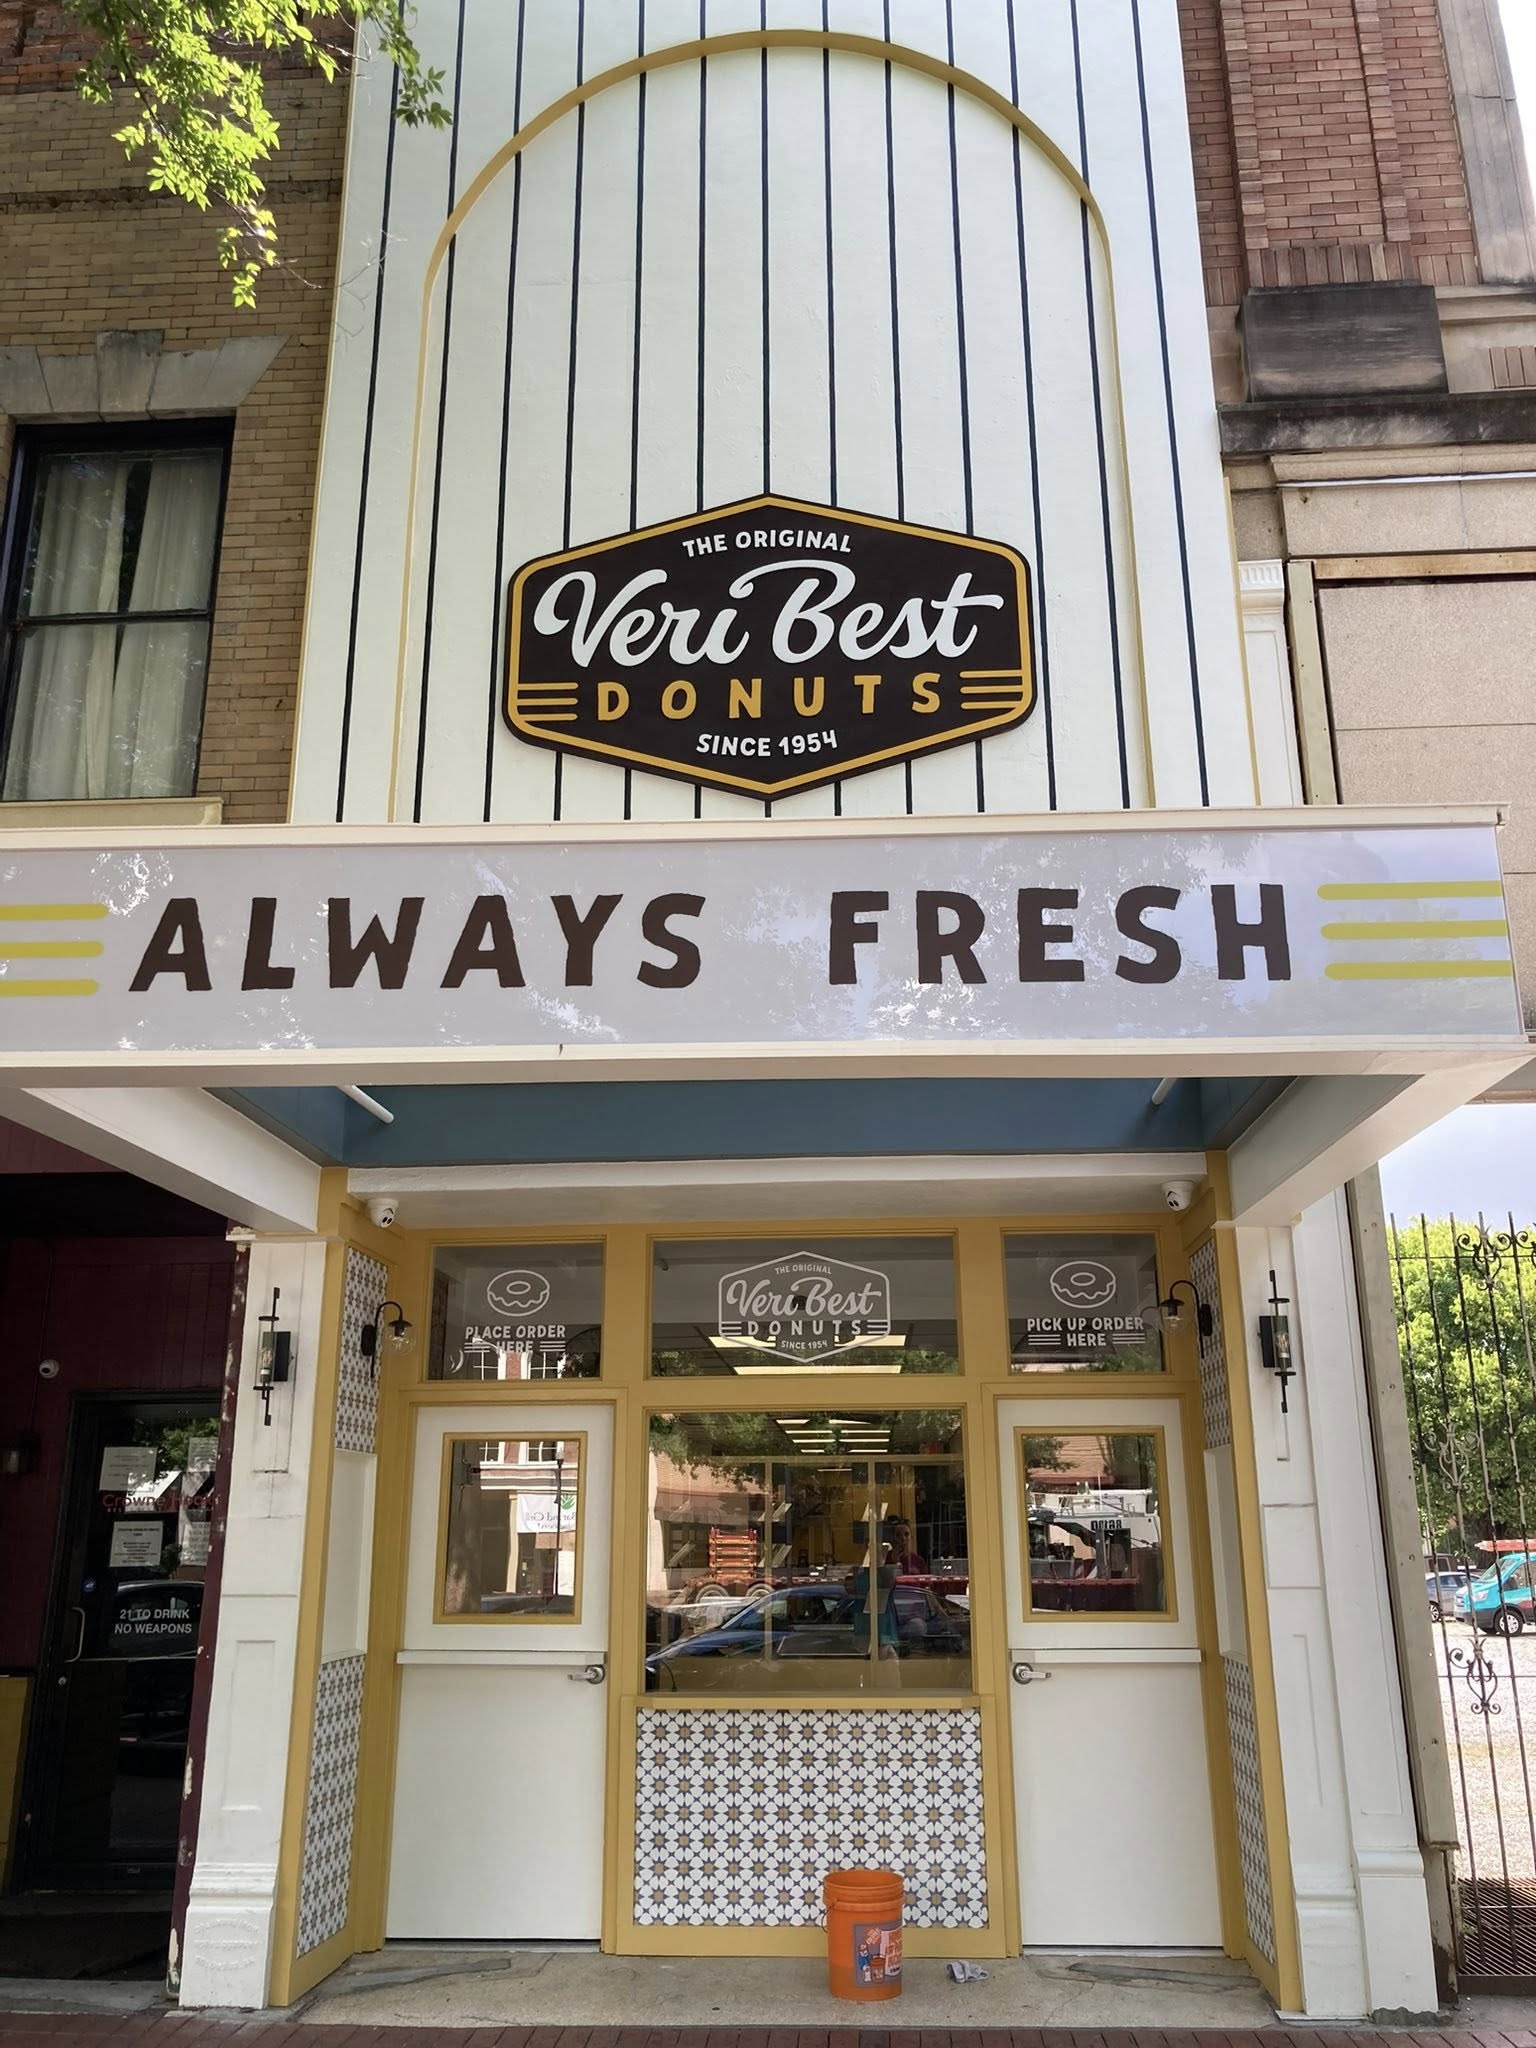 THE ORIGINAL
Veri Best
DONUTS
SINCE 1954
ALWAYS FRESH
PLACE ORDER
HERE
THE ORIGINAL
Veri Best
DONUTS
SINCE 1954
PICK UP ORDER
HERE
21 TO DRINK
NO WEAPONS